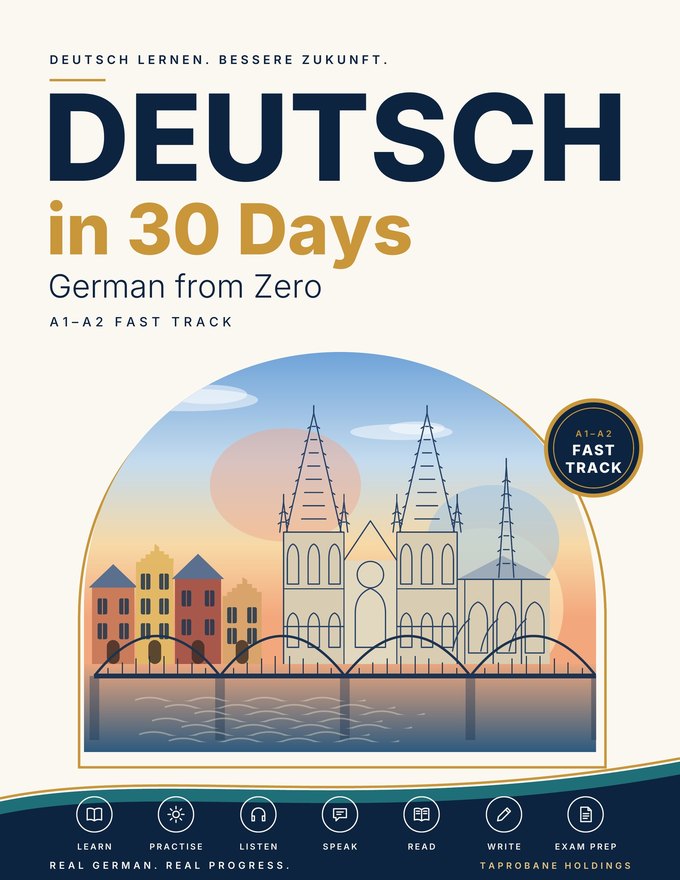 DEUTSCH LERNEN. BESSERE ZUKUNFT.
DEUTSCH
in 30 Days
German from Zero
A1–A2 FAST TRACK
A1–A2
FAST
TRACK
LEARN PRACTISE LISTEN SPEAK READ WRITE EXAM PREP
REAL GERMAN. REAL PROGRESS. TAPROBANE HOLDINGS